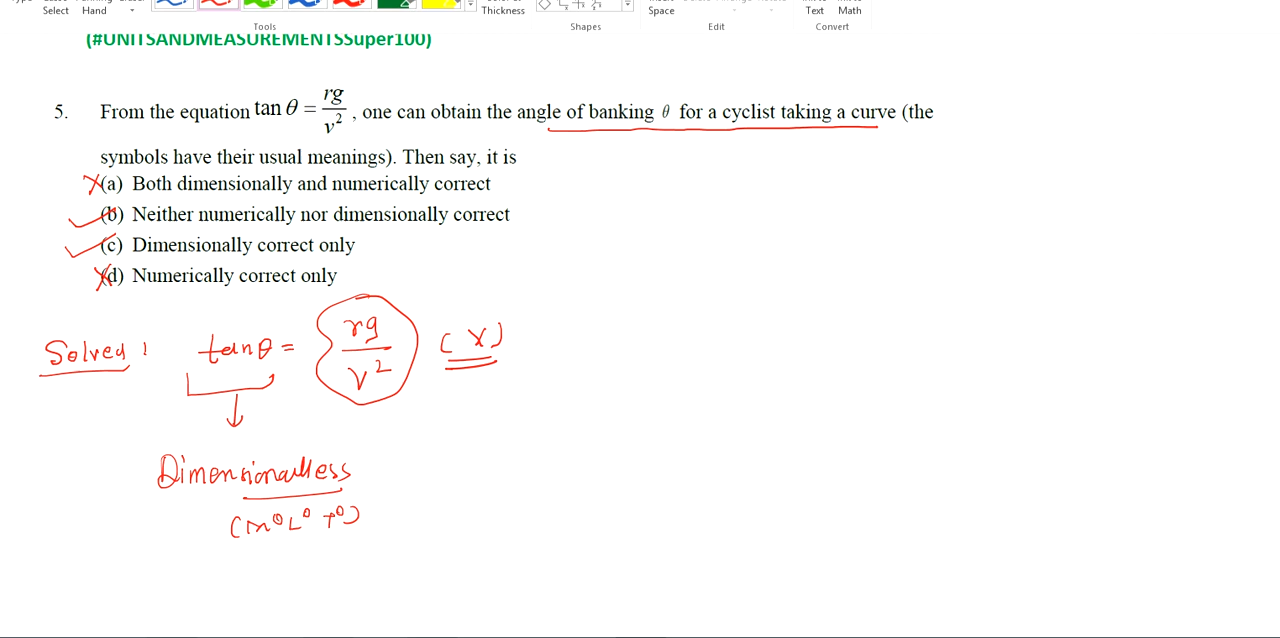 Select Hand Thickness Space Text Math
Tools Shapes Edit Convert
(#UNITSANDMEASUREMENTSSuper100)
5. From the equation tan θ = rg/v², one can obtain the angle of banking θ for a cyclist taking a curve (the
symbols have their usual meanings). Then say, it is
(a) Both dimensionally and numerically correct
(b) Neither numerically nor dimensionally correct
(c) Dimensionally correct only
(d) Numerically correct only
Solved : tanθ = rg/v² (X)
Dimensionalless
(M⁰L⁰T⁰)